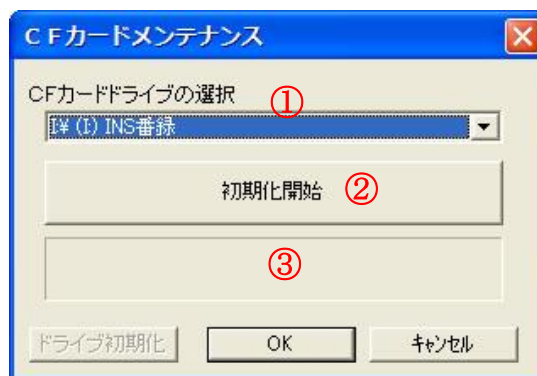 ＣＦカードメンテナンス
CFカードドライブの選択
①
I¥ (I) INS番録
初期化開始
②
③
ドライブ初期化
OK
キャンセル